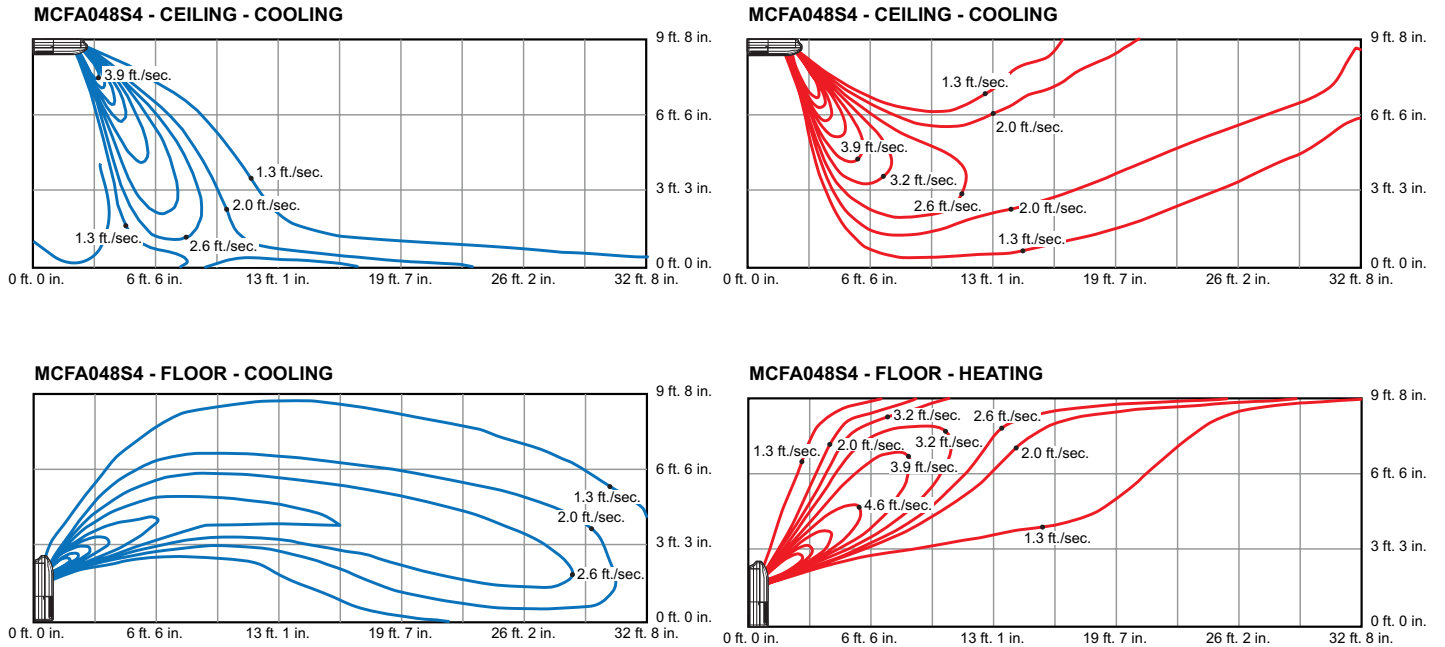 MCFA048S4 - CEILING - COOLING
9 ft. 8 in.
3.9 ft./sec.
6 ft. 6 in.
1.3 ft./sec.
3 ft. 3 in.
2.0 ft./sec.
1.3 ft./sec.
2.6 ft./sec.
0 ft. 0 in.
0 ft. 0 in. 6 ft. 6 in. 13 ft. 1 in. 19 ft. 7 in. 26 ft. 2 in. 32 ft. 8 in.
MCFA048S4 - CEILING - COOLING
9 ft. 8 in.
1.3 ft./sec.
6 ft. 6 in.
2.0 ft./sec.
3.9 ft./sec.
3.2 ft./sec.
3 ft. 3 in.
2.6 ft./sec.
2.0 ft./sec.
1.3 ft./sec.
0 ft. 0 in.
0 ft. 0 in. 6 ft. 6 in. 13 ft. 1 in. 19 ft. 7 in. 26 ft. 2 in. 32 ft. 8 in.
MCFA048S4 - FLOOR - COOLING
9 ft. 8 in.
6 ft. 6 in.
1.3 ft./sec.
2.0 ft./sec.
3 ft. 3 in.
2.6 ft./sec.
0 ft. 0 in.
0 ft. 0 in. 6 ft. 6 in. 13 ft. 1 in. 19 ft. 7 in. 26 ft. 2 in. 32 ft. 8 in.
MCFA048S4 - FLOOR - HEATING
9 ft. 8 in.
3.2 ft./sec.
2.6 ft./sec.
1.3 ft./sec.
2.0 ft./sec.
3.2 ft./sec.
2.0 ft./sec.
3.9 ft./sec.
6 ft. 6 in.
4.6 ft./sec.
1.3 ft./sec.
3 ft. 3 in.
0 ft. 0 in.
0 ft. 0 in. 6 ft. 6 in. 13 ft. 1 in. 19 ft. 7 in. 26 ft. 2 in. 32 ft. 8 in.